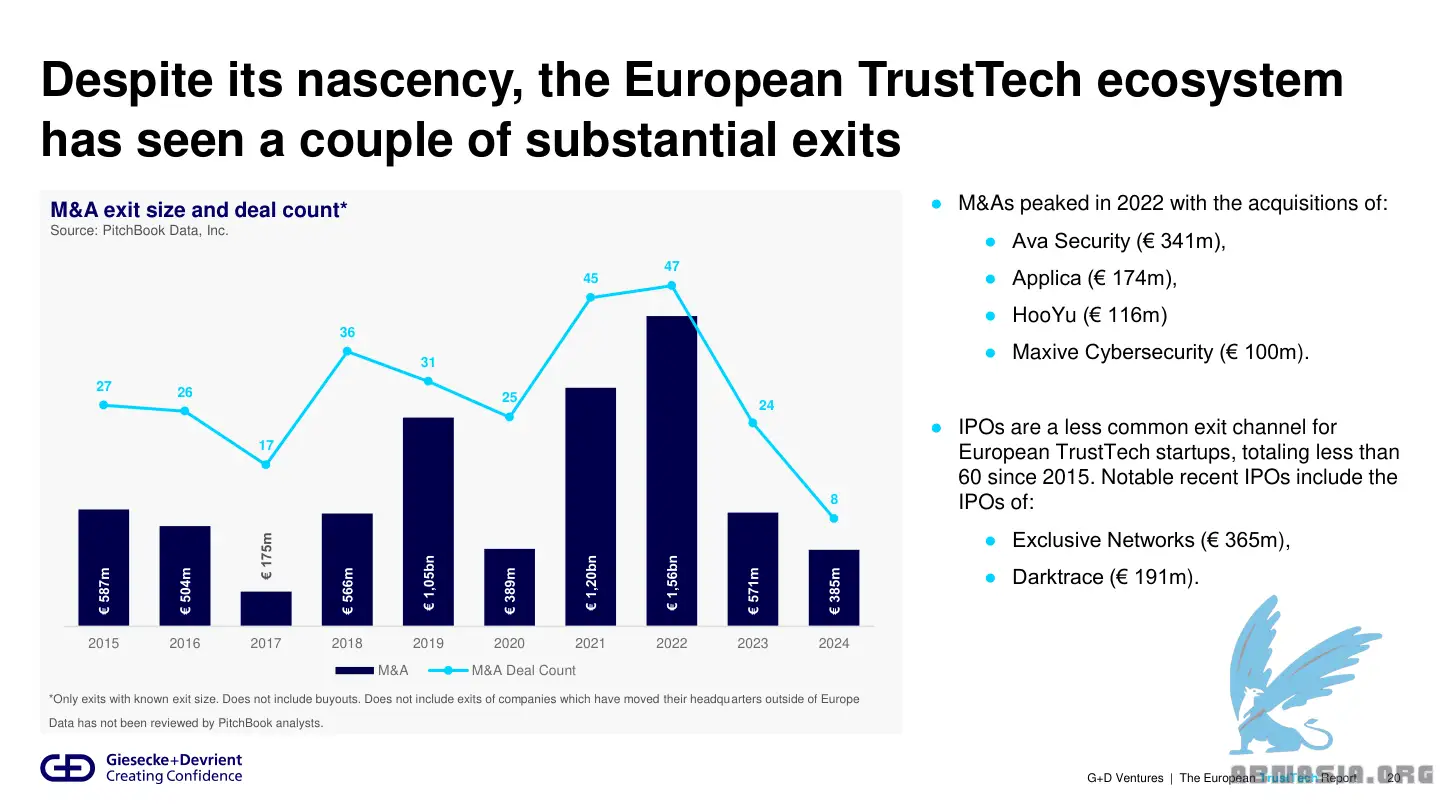 Despite its nascency, the European TrustTech ecosystem
has seen a couple of substantial exits
M&A exit size and deal count*
Source: PitchBook Data, Inc.
27
26
17
36
31
25
45
47
24
8
€ 587m
€ 504m
€ 175m
€ 566m
€ 1,05bn
€ 389m
€ 1,20bn
€ 1,56bn
€ 571m
€ 385m
2015
2016
2017
2018
2019
2020
2021
2022
2023
2024
M&A
M&A Deal Count
*Only exits with known exit size. Does not include buyouts. Does not include exits of companies which have moved their headquarters outside of Europe
Data has not been reviewed by PitchBook analysts.
M&As peaked in 2022 with the acquisitions of:
Ava Security (€ 341m),
Applica (€ 174m),
HooYu (€ 116m)
Maxive Cybersecurity (€ 100m).
IPOs are a less common exit channel for
European TrustTech startups, totaling less than
60 since 2015. Notable recent IPOs include the
IPOs of:
Exclusive Networks (€ 365m),
Darktrace (€ 191m).
Giesecke+Devrient
Creating Confidence
G+D Ventures | The European TrustTech Report
20
ARMASIA.ORG